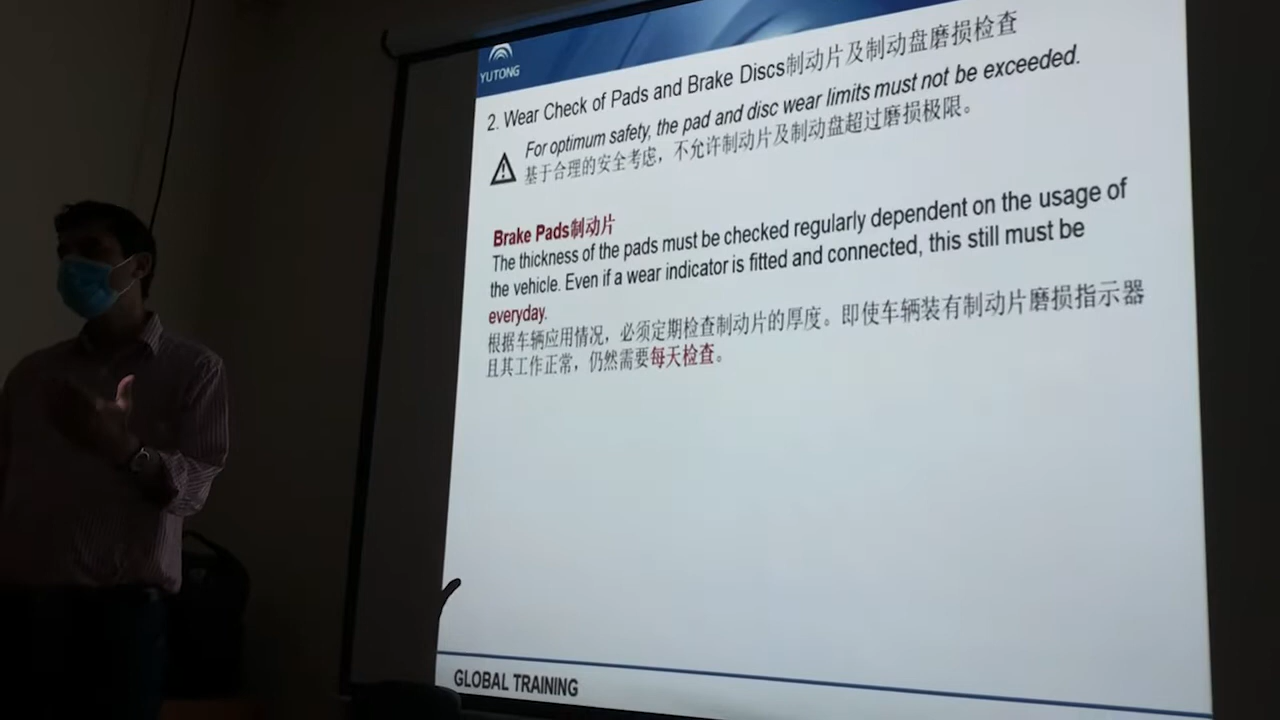 YUTONG
2. Wear Check of Pads and Brake Discs制动片及制动盘磨损检查
For optimum safety, the pad and disc wear limits must not be exceeded.
基于合理的安全考虑，不允许制动片及制动盘超过磨损极限。
Brake Pads制动片
The thickness of the pads must be checked regularly dependent on the usage of
the vehicle. Even if a wear indicator is fitted and connected, this still must be
everyday.
根据车辆应用情况，必须定期检查制动片的厚度。即使车辆装有制动片磨损指示器
且其工作正常，仍然需要每天检查。
GLOBAL TRAINING